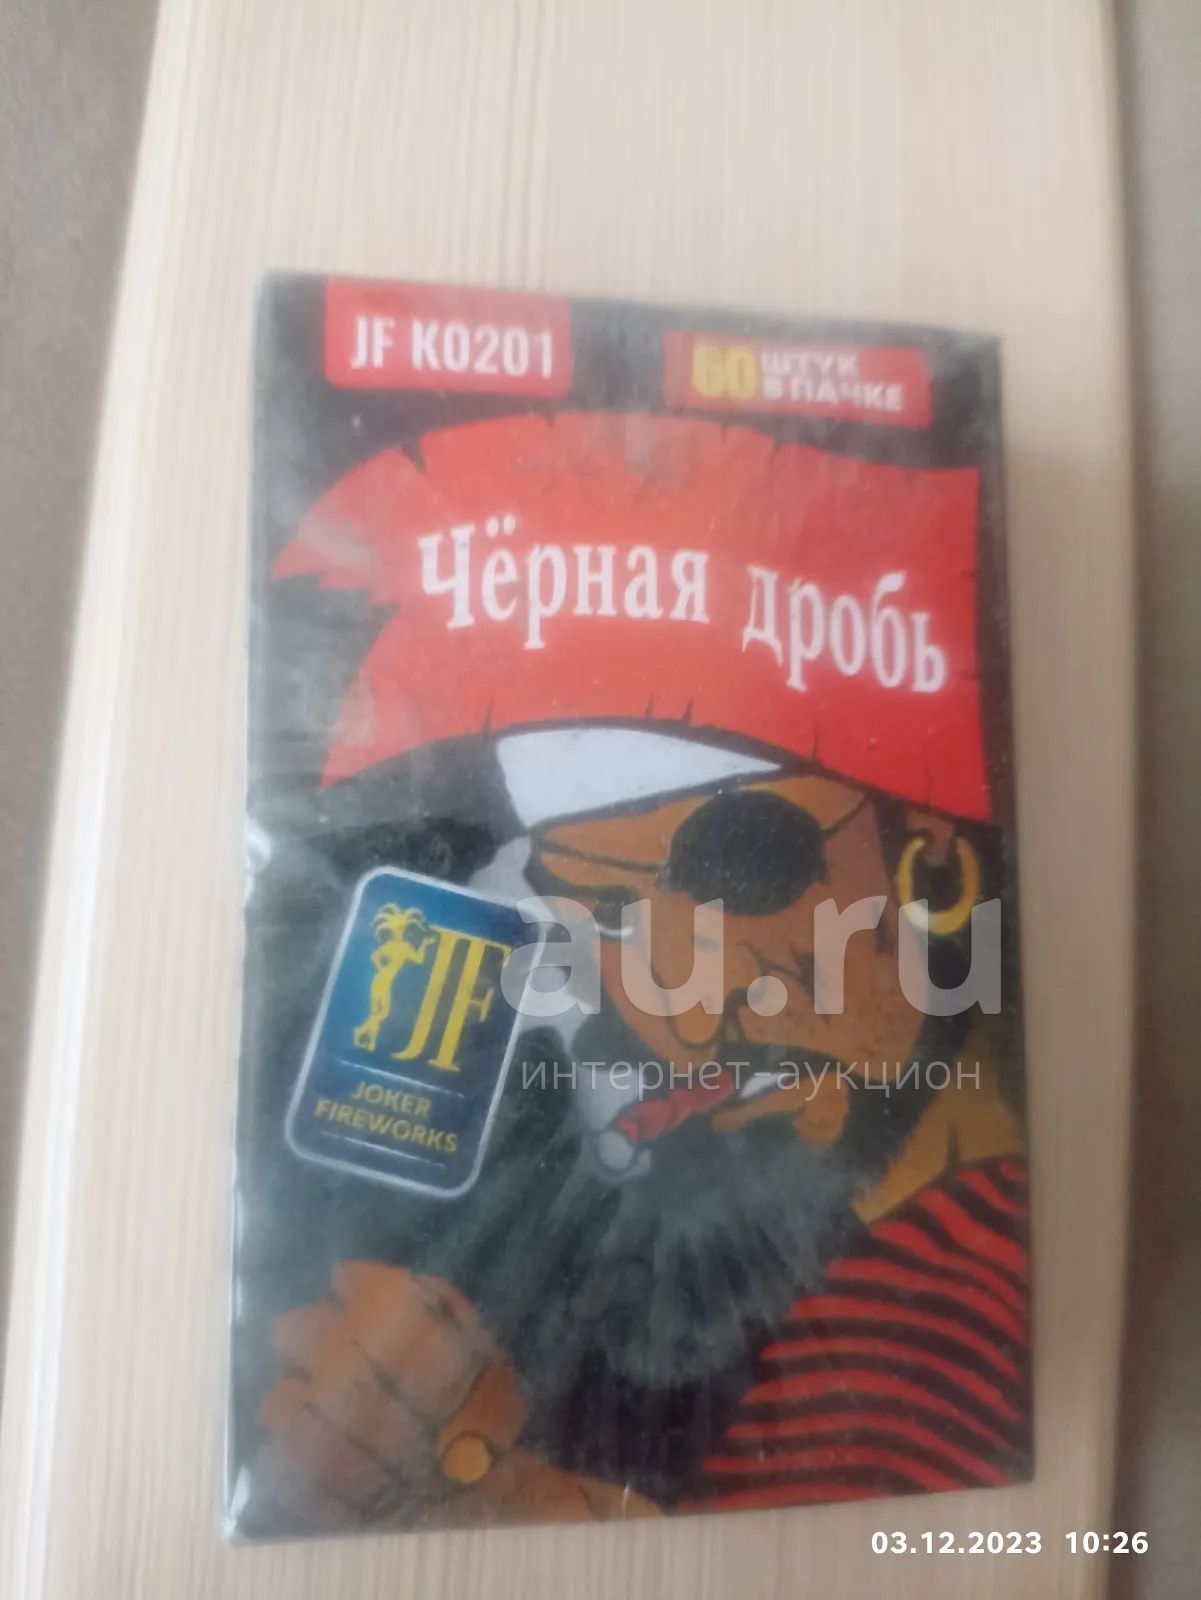 JF K0201
60 ШТУК
В ПАЧКЕ
Чёрная дробь
JF
JOKER
FIREWORKS
au.ru
интернет-аукцион
03.12.2023 10:26